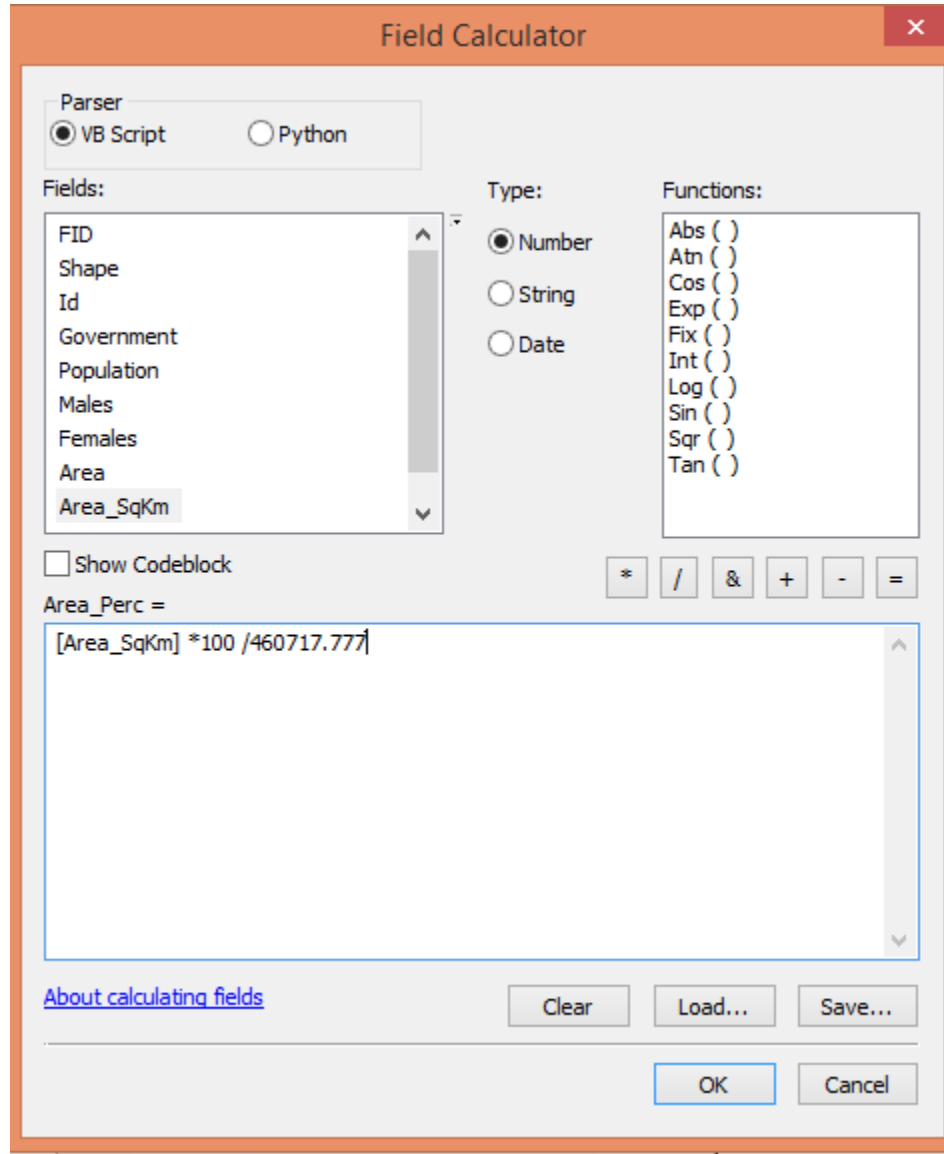 Field Calculator
Parser
VB Script Python
Fields:
FID
Shape
Id
Government
Population
Males
Females
Area
Area_SqKm
Type:
Number
String
Date
Functions:
Abs ( )
Atn ( )
Cos ( )
Exp ( )
Fix ( )
Int ( )
Log ( )
Sin ( )
Sqr ( )
Tan ( )
Show Codeblock
* / & + - =
Area_Perc =
[Area_SqKm] *100 /460717.777
About calculating fields
Clear Load... Save...
OK Cancel